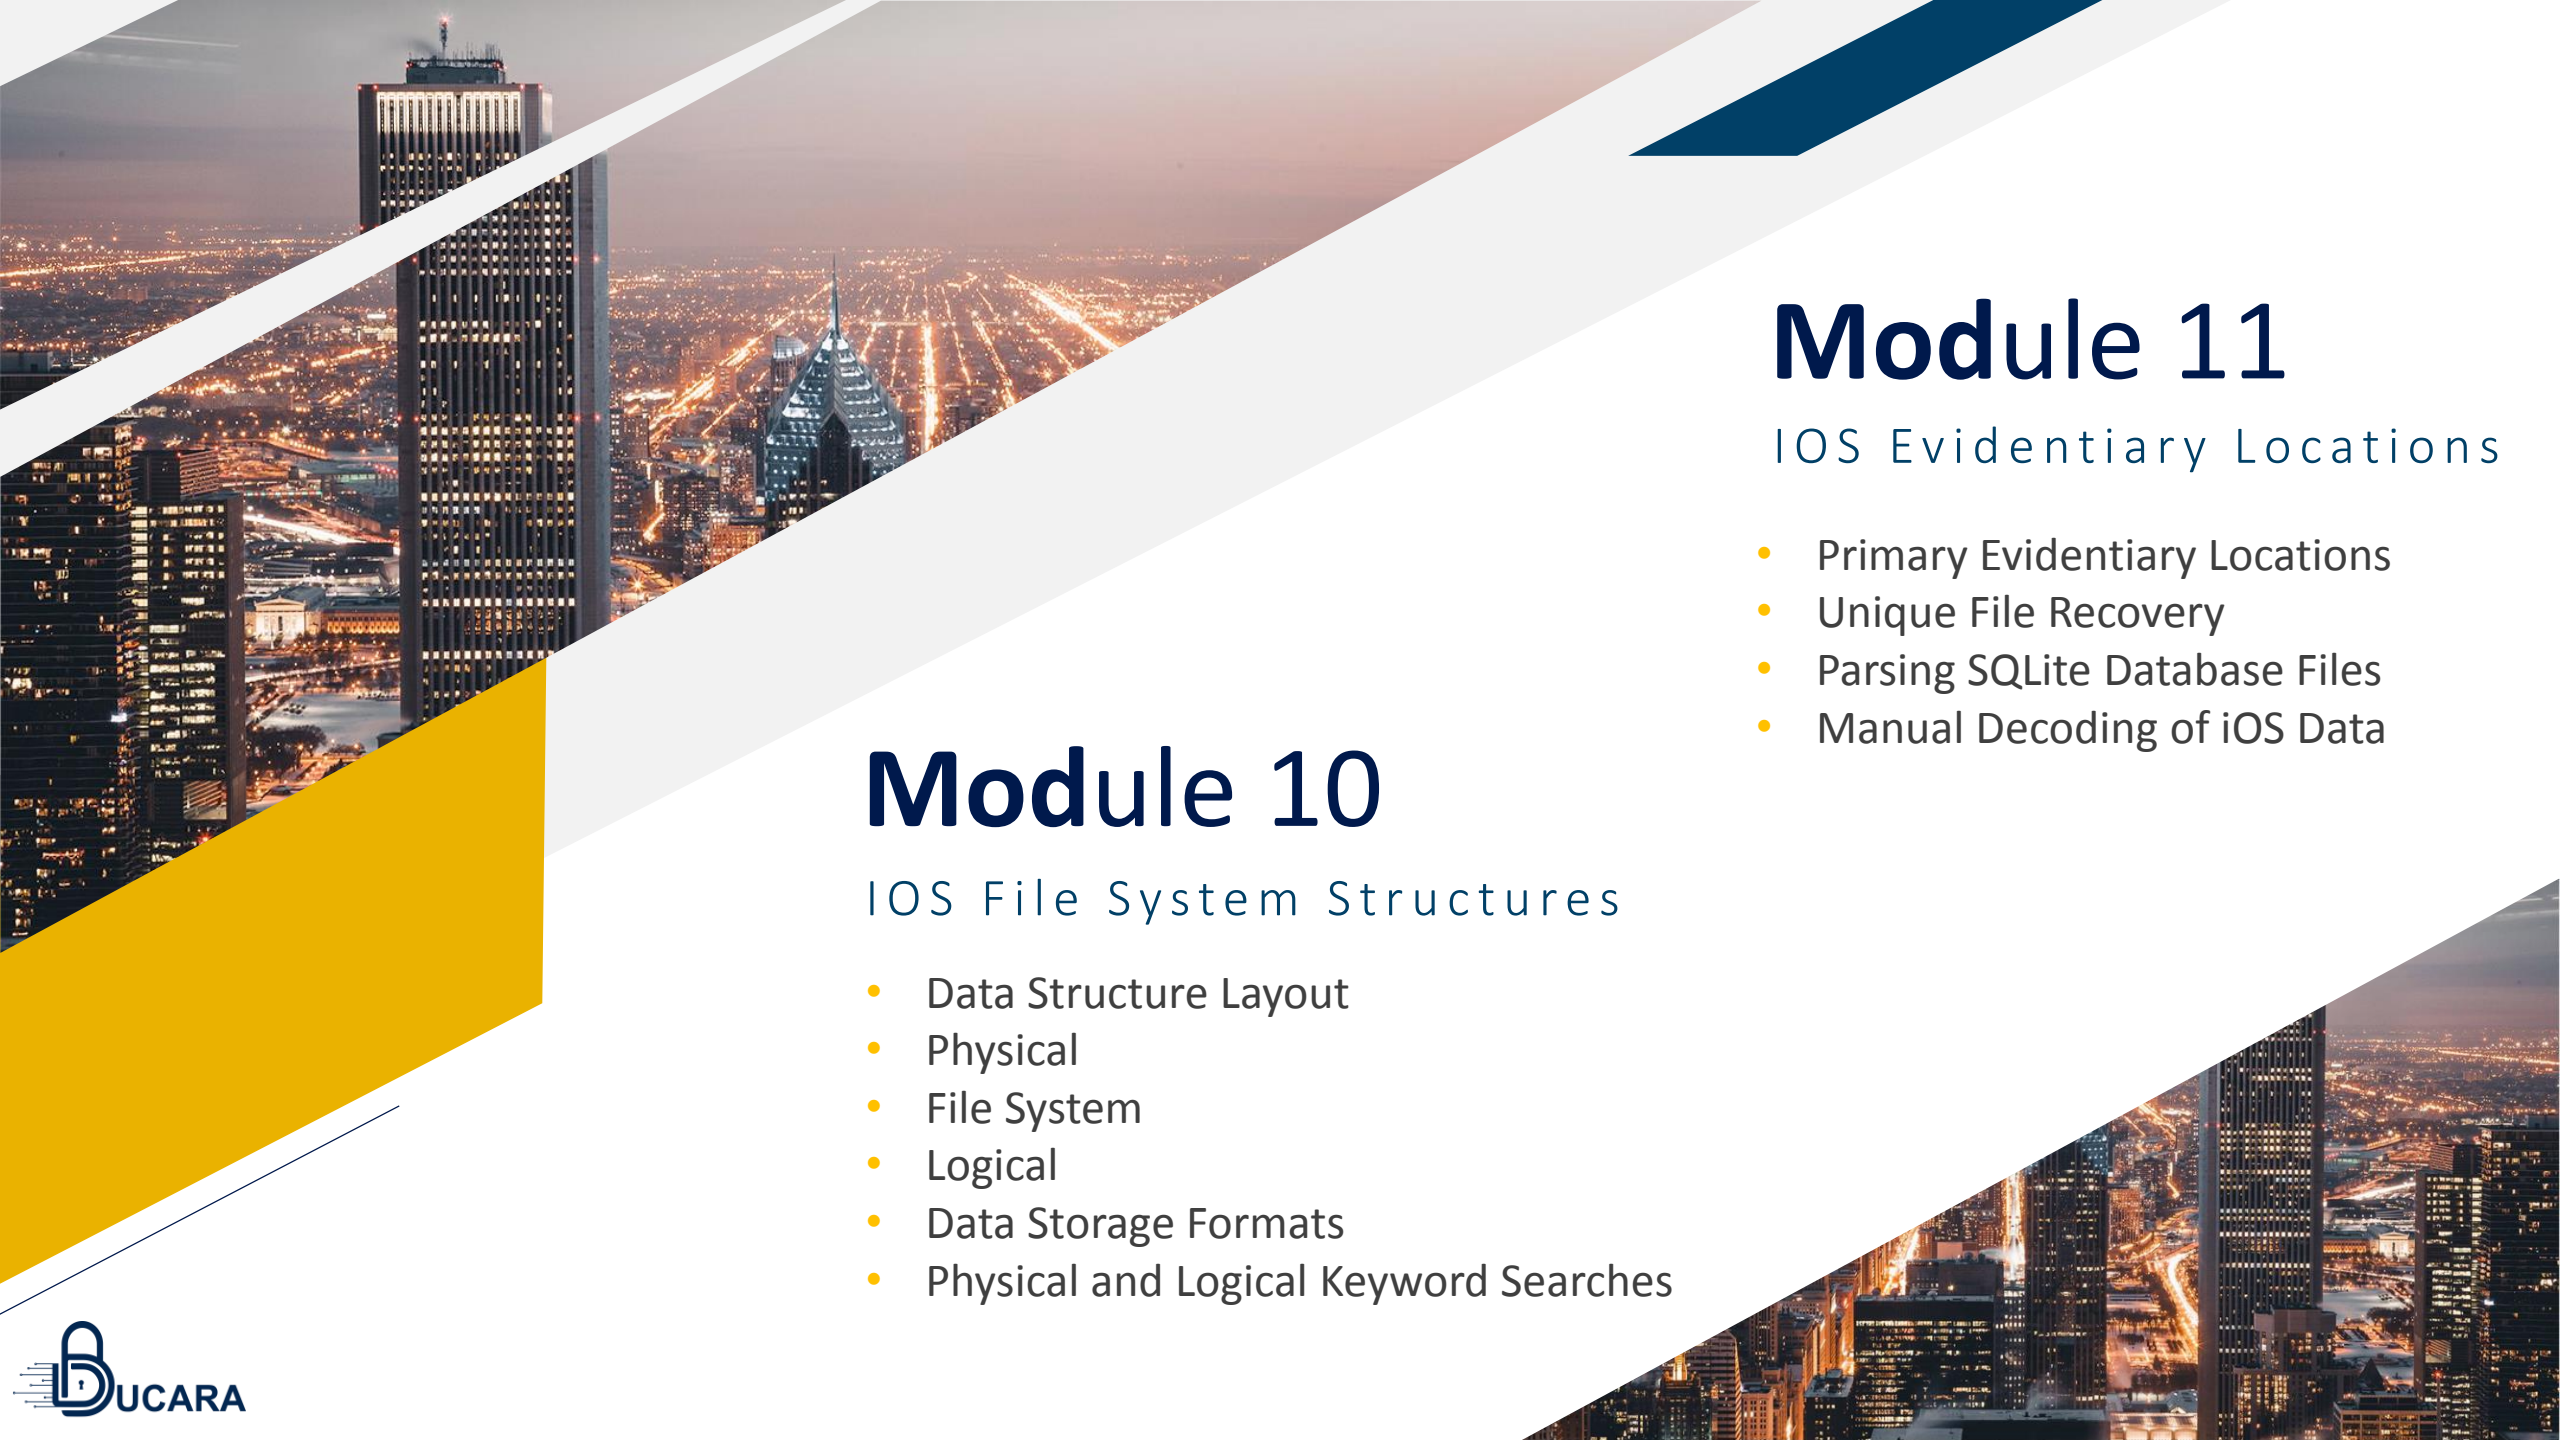 Module 11
IOS Evidentiary Locations
• Primary Evidentiary Locations
• Unique File Recovery
• Parsing SQLite Database Files
• Manual Decoding of iOS Data
Module 10
IOS File System Structures
• Data Structure Layout
• Physical
• File System
• Logical
• Data Storage Formats
• Physical and Logical Keyword Searches
DUCARA